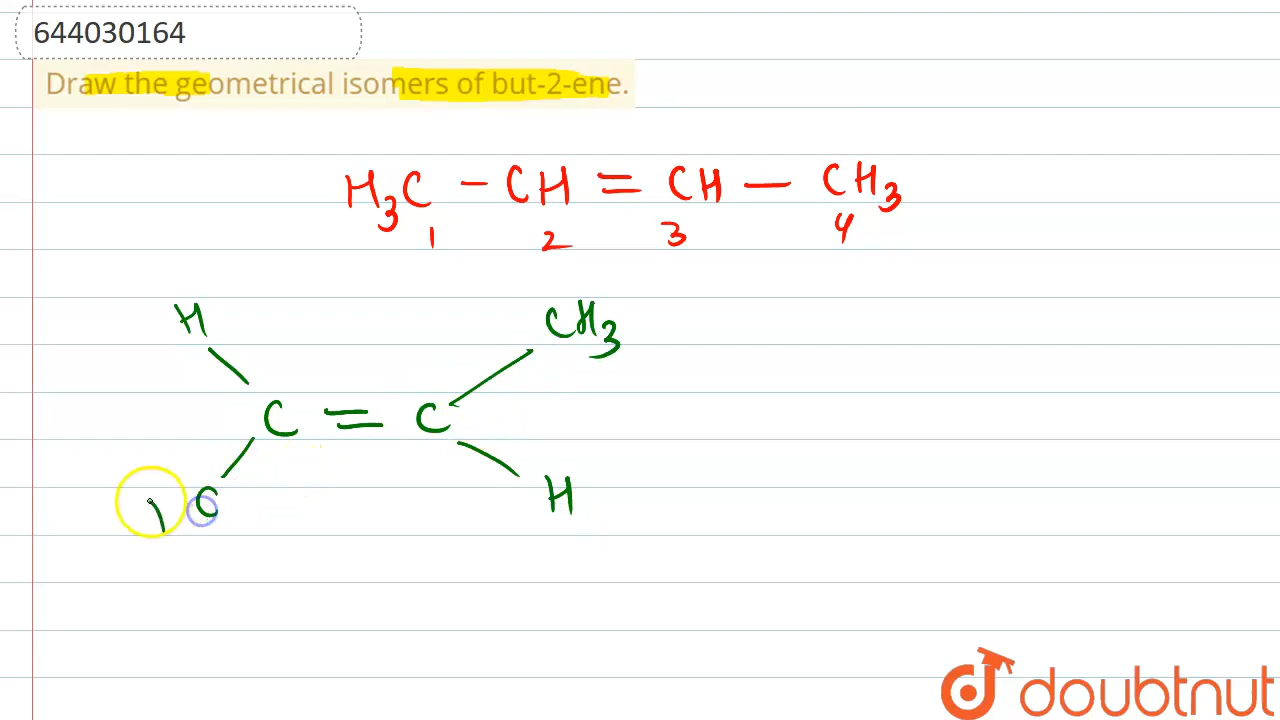 644030164
Draw the geometrical isomers of but-2-ene.
H₃C - CH = CH - CH₃
1 2 3 4
H CH₃
C = C
C H
doubtnut